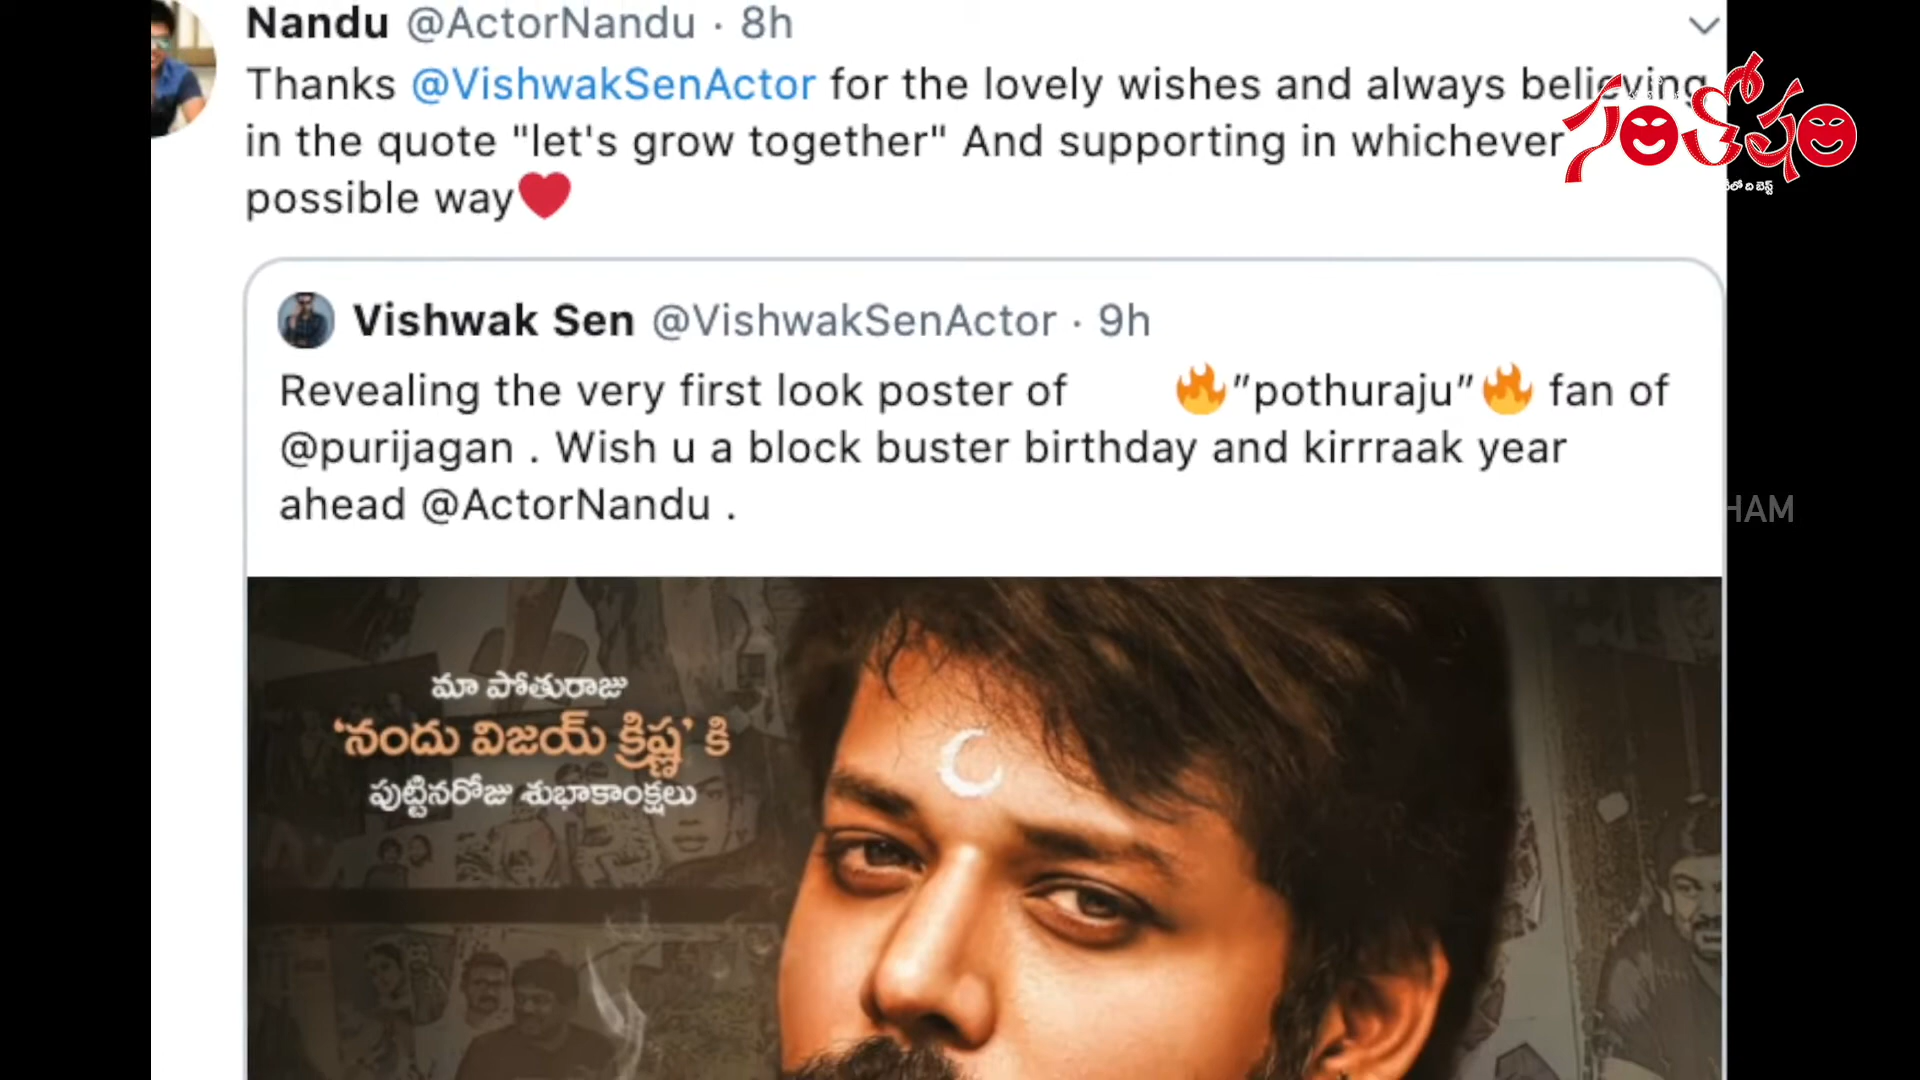 Nandu @ActorNandu · 8h
Thanks @VishwakSenActor for the lovely wishes and always believing
in the quote "let's grow together" And supporting in whichever
possible way❤️
సంతోషం
Vishwak Sen @VishwakSenActor · 9h
Revealing the very first look poster of 🔥"pothuraju"🔥 fan of
@purijagan . Wish u a block buster birthday and kirrraak year
ahead @ActorNandu .
HAM
మా పోతురాజు
'నందు విజయ్ క్రిష్ణ' కి
పుట్టినరోజు శుభాకాంక్షలు